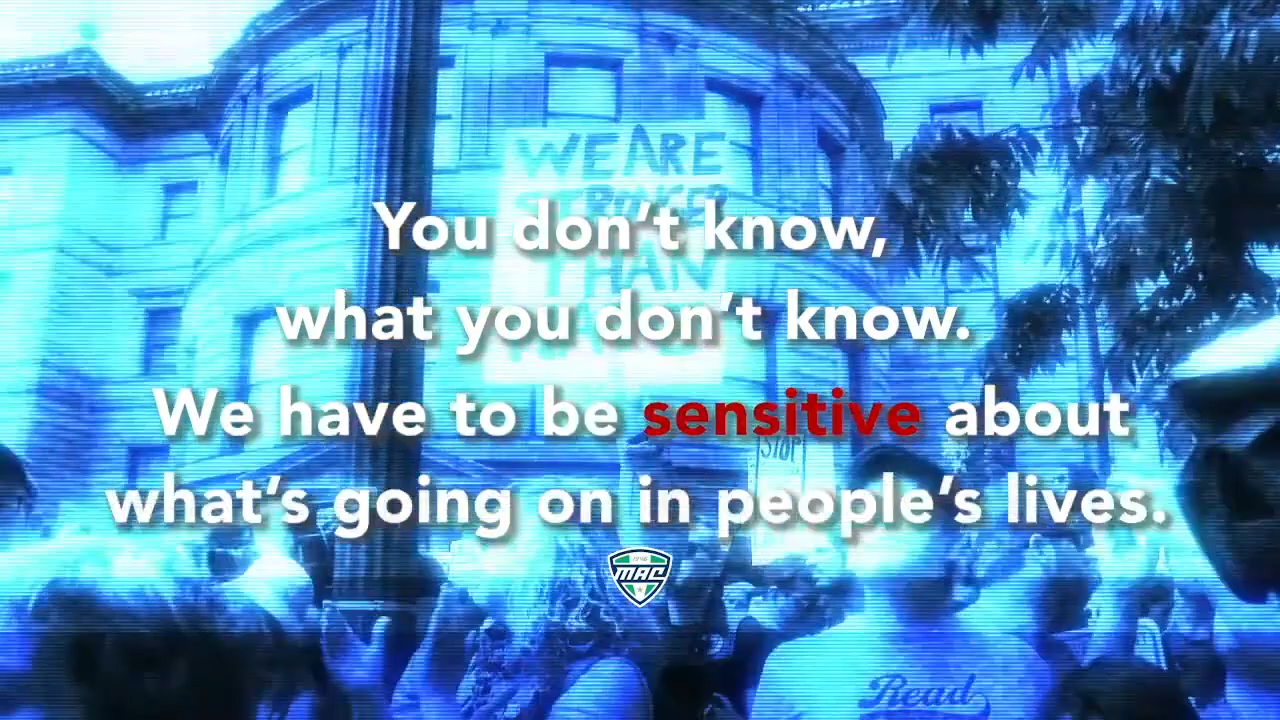 WE ARE
STRONGER
THAN
You don't know,
what you don't know.
We have to be sensitive about
STOP
what's going on in people's lives.
MAC
Read